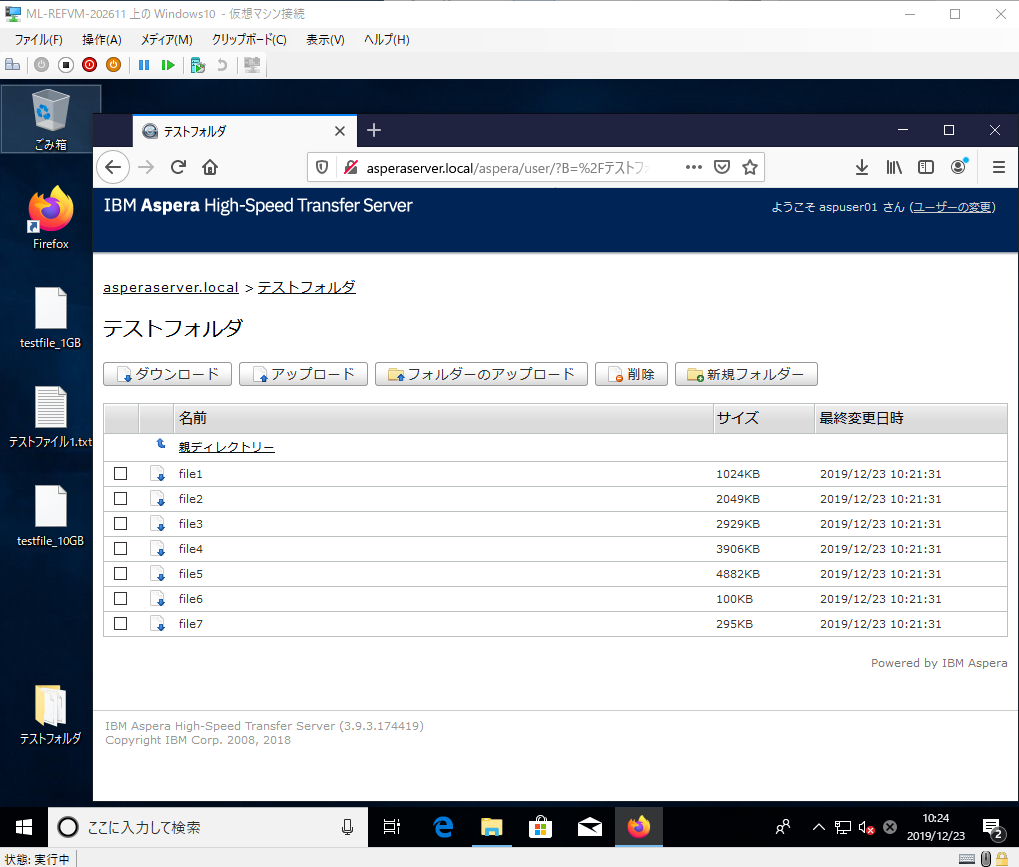 ML-REFVM-202611 上の Windows10 - 仮想マシン接続
ファイル(F) 操作(A) メディア(M) クリップボード(C) 表示(V) ヘルプ(H)
ごみ箱
テストフォルダ
asperaserver.local/aspera/user/?B=%2Fテストフ
Firefox
IBM Aspera High-Speed Transfer Server
ようこそ aspuser01 さん (ユーザーの変更)
asperaserver.local > テストフォルダ
テストフォルダ
testfile_1GB
ダウンロード アップロード フォルダーのアップロード 削除 新規フォルダー
名前 サイズ 最終変更日時
テストファイル1.txt
親ディレクトリー
file1 1024KB 2019/12/23 10:21:31
file2 2049KB 2019/12/23 10:21:31
file3 2929KB 2019/12/23 10:21:31
testfile_10GB
file4 3906KB 2019/12/23 10:21:31
file5 4882KB 2019/12/23 10:21:31
file6 100KB 2019/12/23 10:21:31
file7 295KB 2019/12/23 10:21:31
Powered by IBM Aspera
IBM Aspera High-Speed Transfer Server (3.9.3.174419)
Copyright IBM Corp. 2008, 2018
テストフォルダ
ここに入力して検索
10:24
2019/12/23
2
状態: 実行中